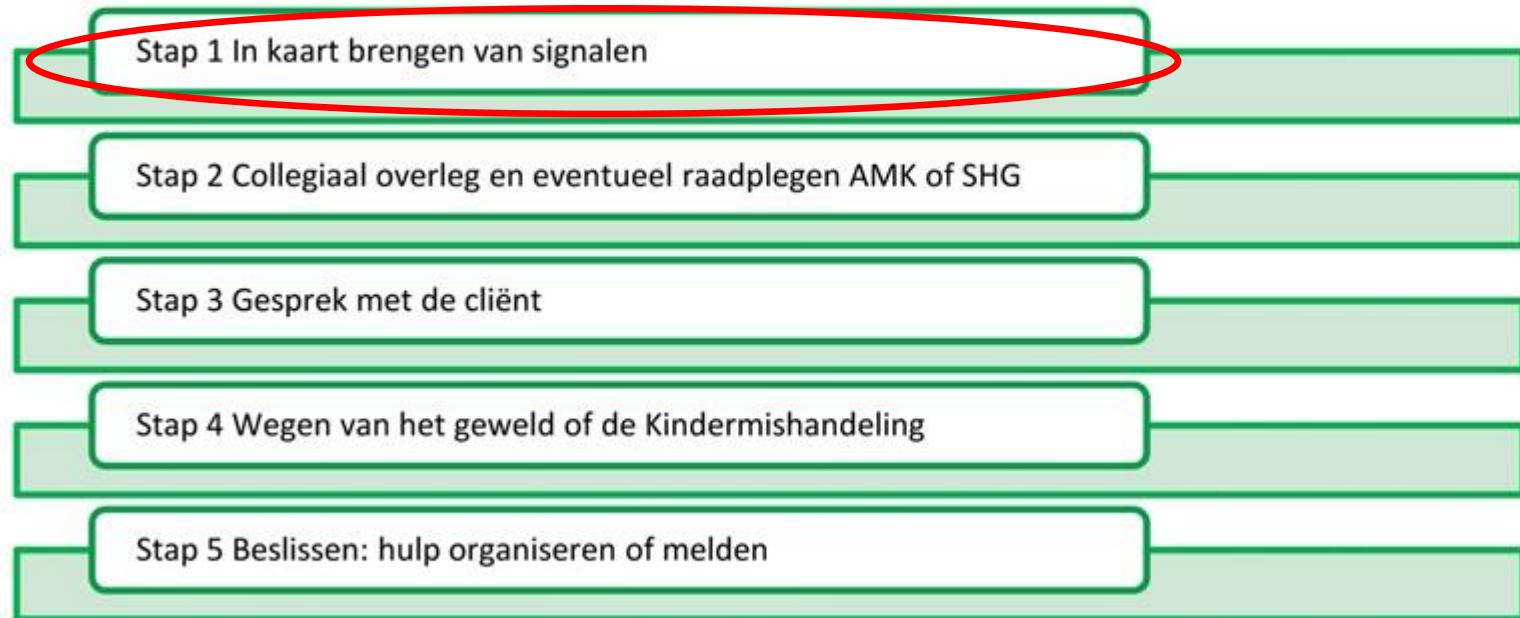 Stap 1 In kaart brengen van signalen
Stap 2 Collegiaal overleg en eventueel raadplegen AMK of SHG
Stap 3 Gesprek met de cliënt
Stap 4 Wegen van het geweld of de Kindermishandeling
Stap 5 Beslissen: hulp organiseren of melden